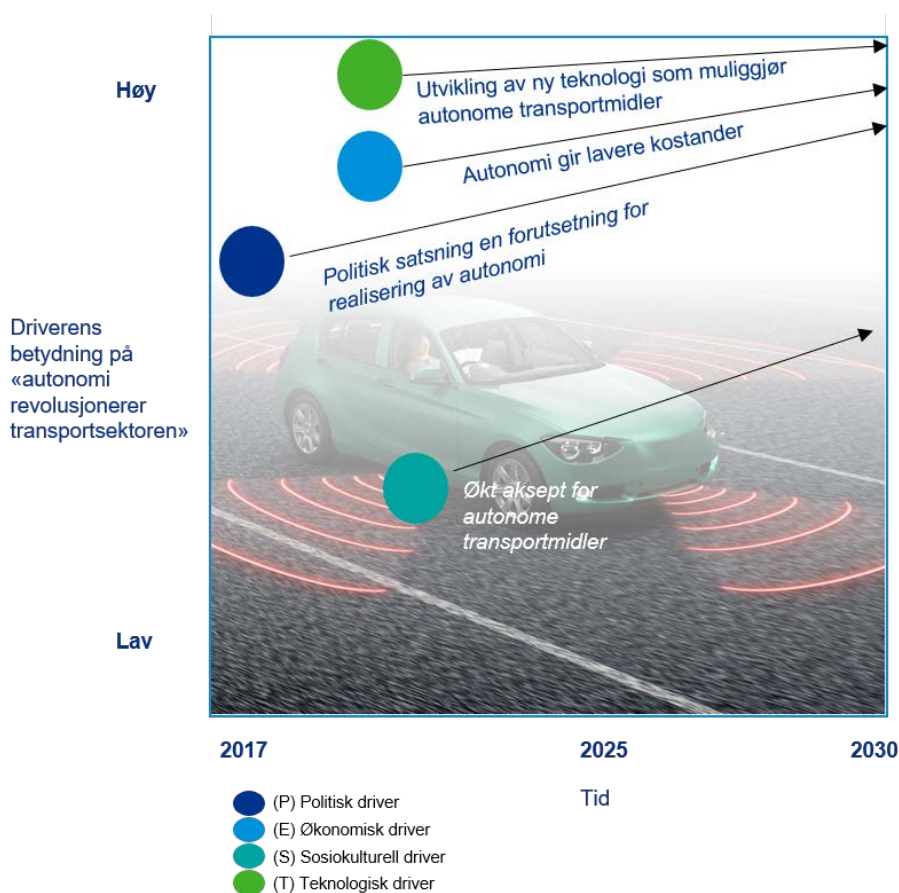 Høy
Utvikling av ny teknologi som muliggjør
autonome transportmidler
Autonomi gir lavere kostander
Politisk satsning en forutsetning for
realisering av autonomi
Driverens
betydning på
«autonomi
revolusjonerer
transportsektoren»
Økt aksept for
autonome
transportmidler
Lav
2017
2025
2030
Tid
(P) Politisk driver
(E) Økonomisk driver
(S) Sosiokulturell driver
(T) Teknologisk driver